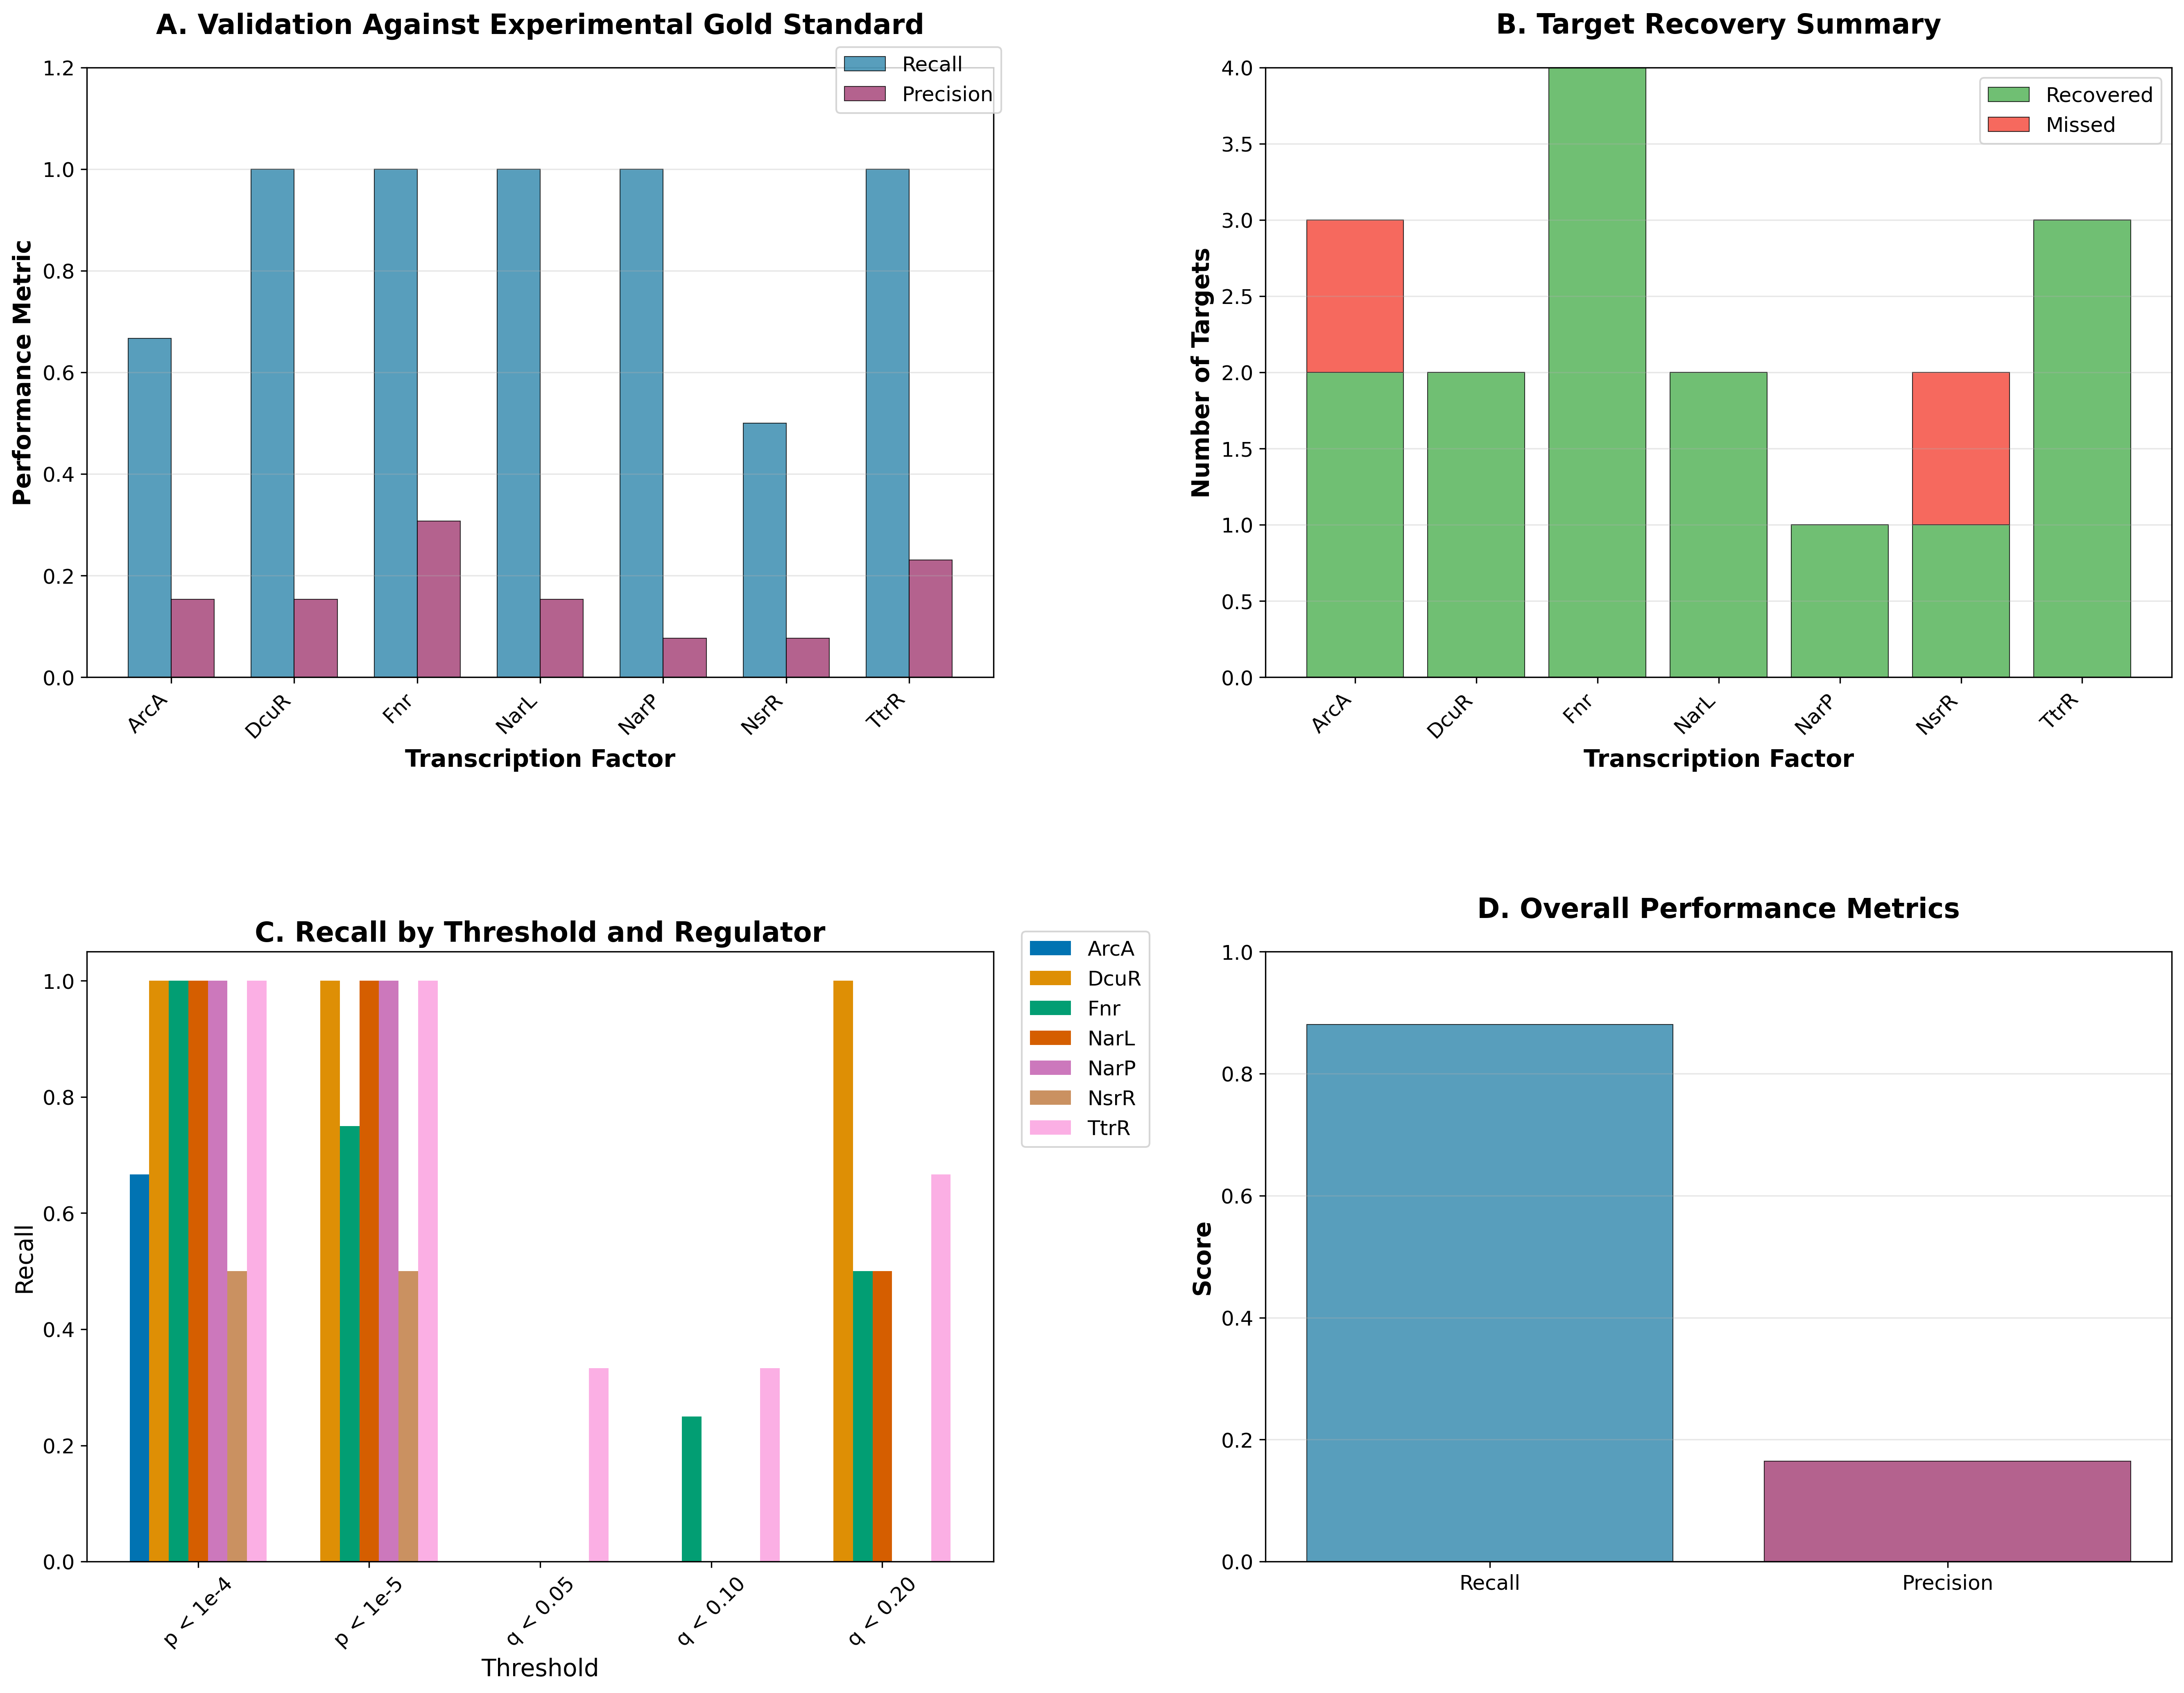 A. Validation Against Experimental Gold Standard
Recall
Precision
Performance Metric
1.2
1.0
0.8
0.6
0.4
0.2
0.0
ArcA
DcuR
Fnr
NarL
NarP
NsrR
TtrR
Transcription Factor
B. Target Recovery Summary
Recovered
Missed
Number of Targets
4.0
3.5
3.0
2.5
2.0
1.5
1.0
0.5
0.0
ArcA
DcuR
Fnr
NarL
NarP
NsrR
TtrR
Transcription Factor
C. Recall by Threshold and Regulator
ArcA
DcuR
Fnr
NarL
NarP
NsrR
TtrR
Recall
1.0
0.8
0.6
0.4
0.2
0.0
p < 1e-4
p < 1e-5
q < 0.05
q < 0.10
q < 0.20
Threshold
D. Overall Performance Metrics
Score
1.0
0.8
0.6
0.4
0.2
0.0
Recall
Precision